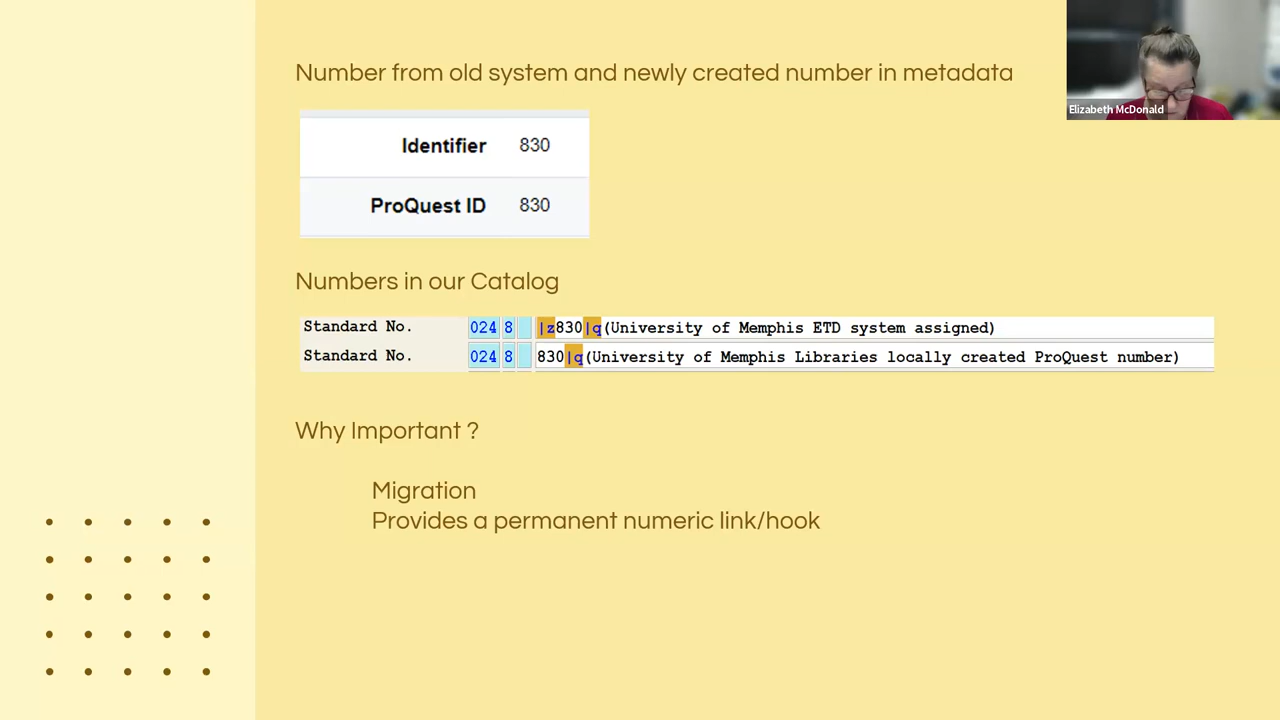 Number from old system and newly created number in metadata
Elizabeth McDonald
Identifier 830
ProQuest ID 830
Numbers in our Catalog
Standard No. 024 8 |z830|q(University of Memphis ETD system assigned)
Standard No. 024 8 830|q(University of Memphis Libraries locally created ProQuest number)
Why Important ?
Migration
Provides a permanent numeric link/hook